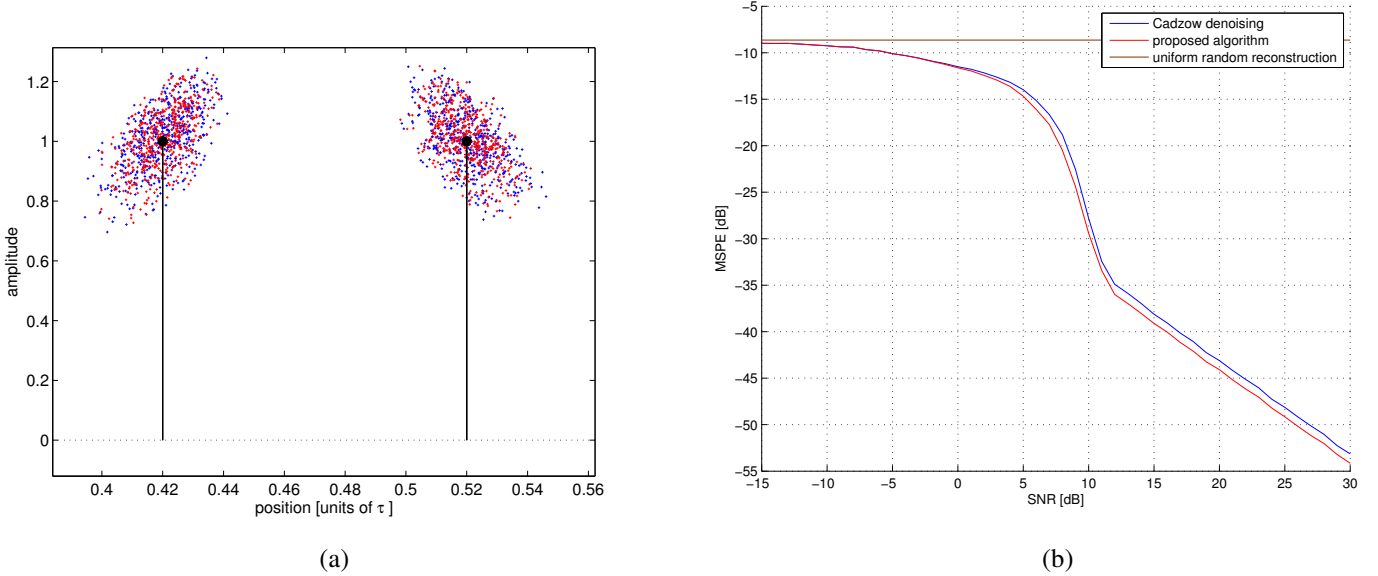 1.2
1
0.8
0.6
0.4
0.2
0
amplitude
0.4 0.42 0.44 0.46 0.48 0.5 0.52 0.54 0.56
position [units of τ ]
(a)
−5
−10
−15
−20
−25
−30
−35
−40
−45
−50
−55
MSPE [dB]
Cadzow denoising
proposed algorithm
uniform random reconstruction
−15 −10 −5 0 5 10 15 20 25 30
SNR [dB]
(b)